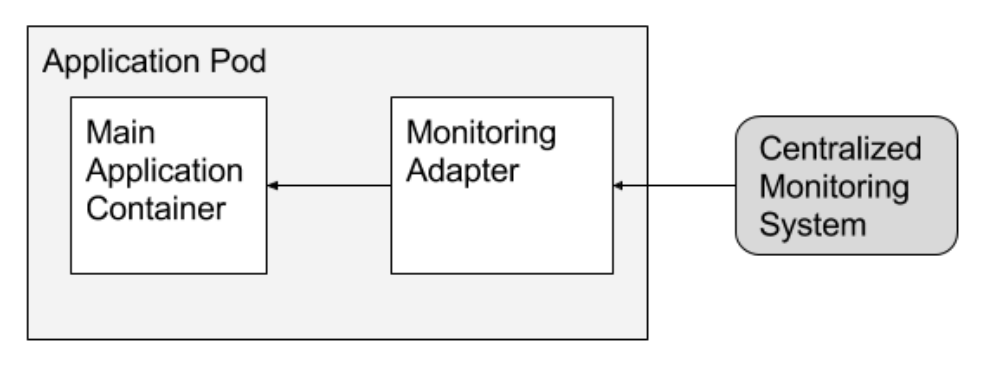 Application Pod
Main
Application
Container
Monitoring
Adapter
Centralized
Monitoring
System